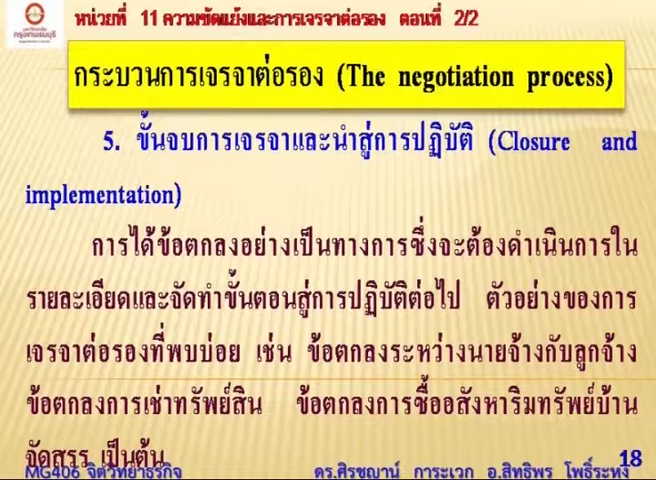 หน่วยที่ 11 ความขัดแย้งและการเจรจาต่อรอง ตอนที่ 2/2
กระบวนการเจรจาต่อรอง (The negotiation process)
5. ขั้นจบการเจรจาและนำสู่การปฏิบัติ (Closure and
implementation)
การได้ข้อตกลงอย่างเป็นทางการซึ่งจะต้องดำเนินการใน
รายละเอียดและจัดทำขั้นตอนสู่การปฏิบัติต่อไป ตัวอย่างของการ
เจรจาต่อรองที่พบบ่อย เช่น ข้อตกลงระหว่างนายจ้างกับลูกจ้าง
ข้อตกลงการเช่าทรัพย์สิน ข้อตกลงการซื้ออสังหาริมทรัพย์บ้าน
จัดสรร เป็นต้น
18
MG406 จิตวิทยาธุรกิจ ดร.ศิรชญาน์ การะเวก อ.สิทธิพร โพธิ์ระหงู